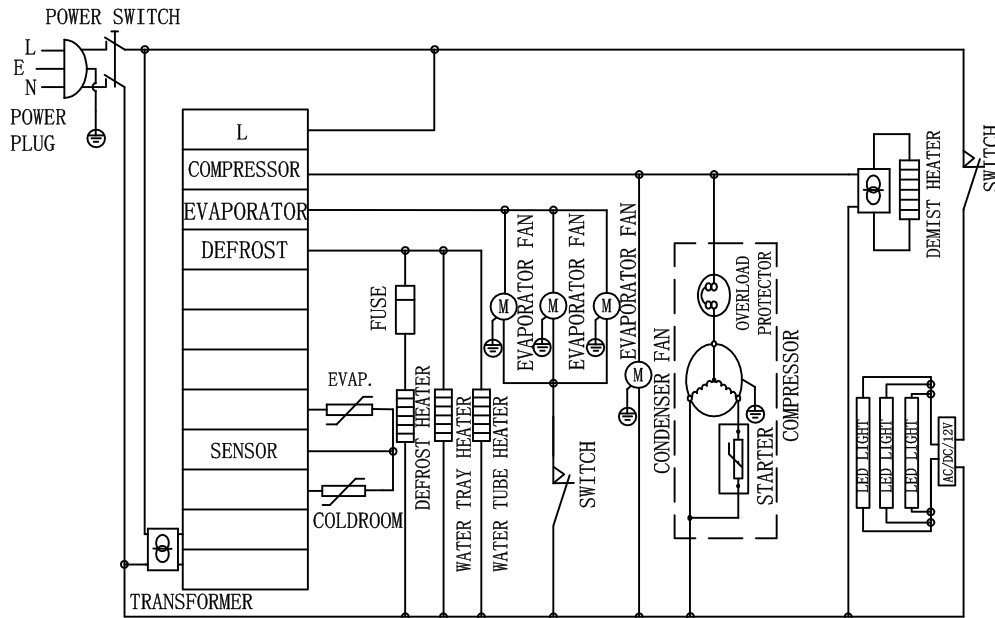 POWER SWITCH
L
E
N
POWER
PLUG
L
COMPRESSOR
EVAPORATOR
DEFROST
SENSOR
EVAP.
COLDROOM
TRANSFORMER
FUSE
DEFROST HEATER
WATER TRAY HEATER
WATER TUBE HEATER
M
EVAPORATOR FAN
M
EVAPORATOR FAN
M
EVAPORATOR FAN
SWITCH
M
CONDENSER FAN
OVERLOAD
PROTECTOR
STARTER
COMPRESSOR
DEMIST HEATER
SWITCH
LED LIGHT
LED LIGHT
LED LIGHT
AC/DC/12V